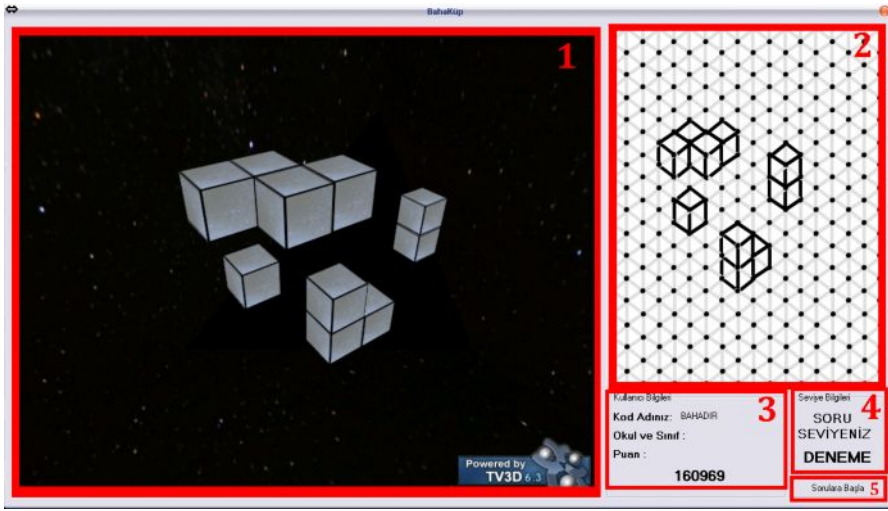 BahaKüp
1
2
Powered by
TV3D 6.3
Kullanıcı Bilgileri
3
Kod Adınız: BAHADIR
Okul ve Sınıf :
Puan :
160969
Seviye Bilgileri
4
SORU
SEVİYENİZ
DENEME
Sorulara Başla 5